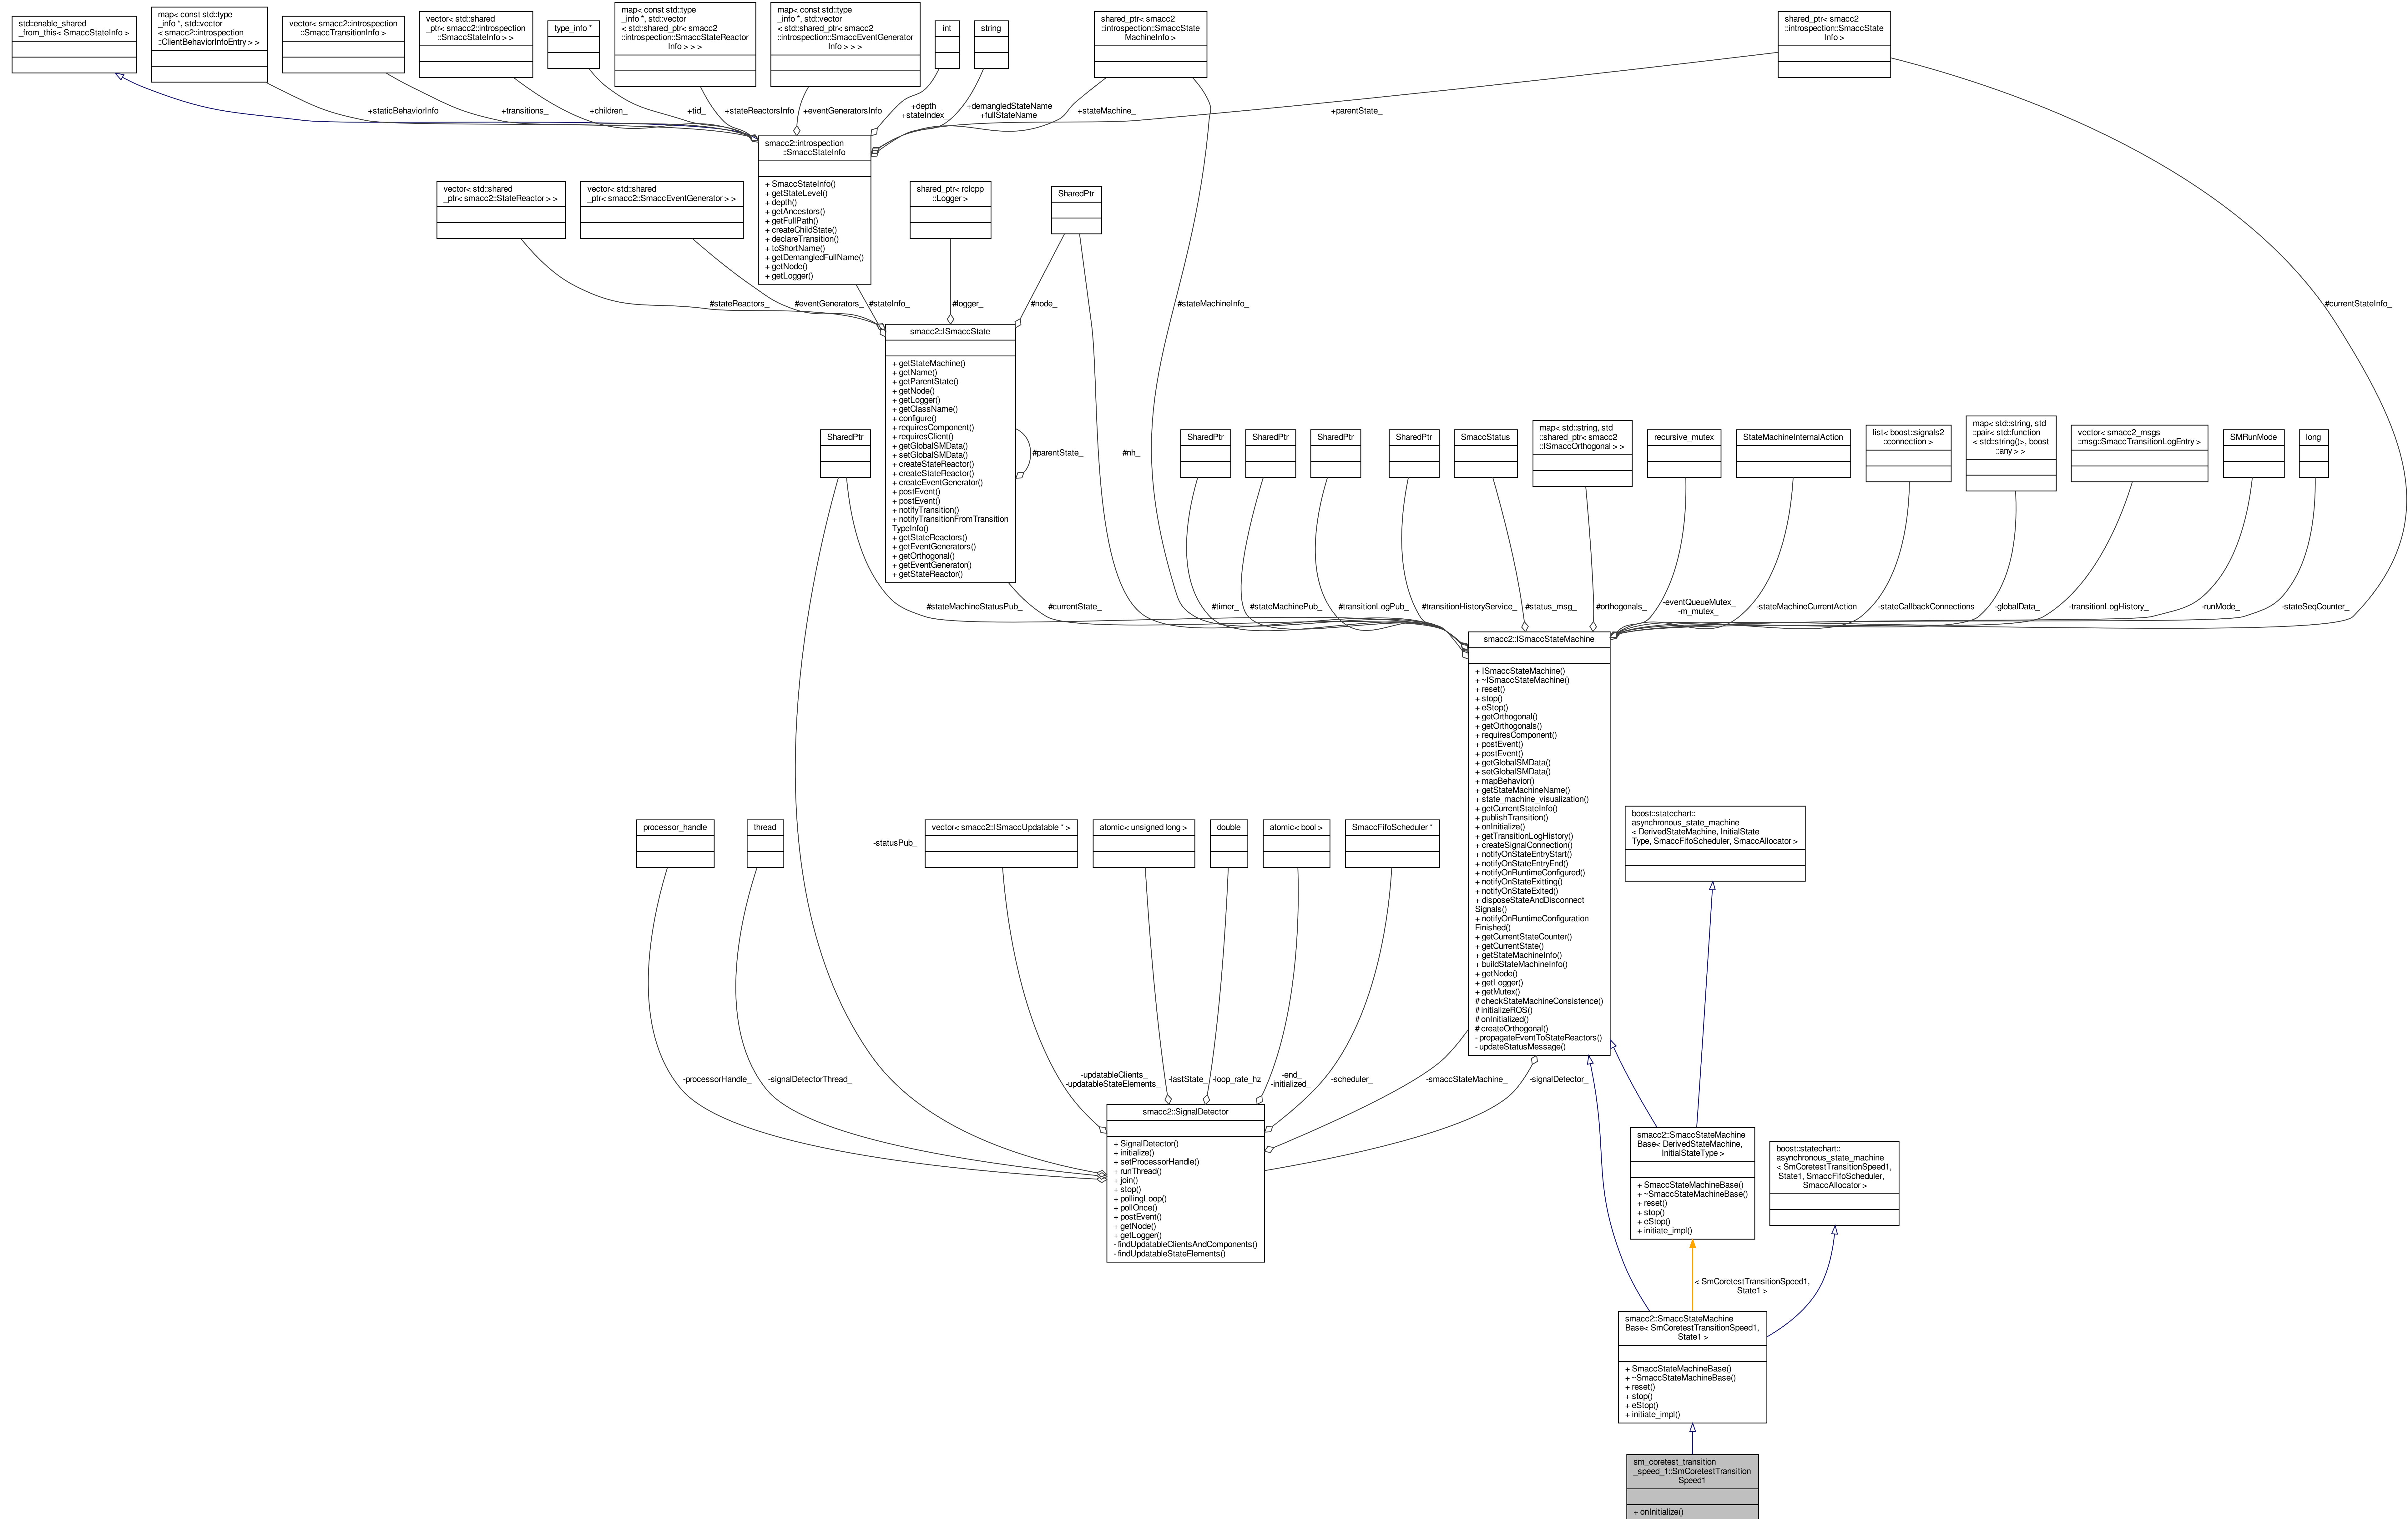 std::enable_shared
_from_this< SmaccStateInfo >
map< const std::type
_info *, std::vector
< smacc2::introspection
::ClientBehaviorInfoEntry > >
vector< smacc2::introspection
::SmaccTransitionInfo >
vector< std::shared
_ptr< smacc2::introspection
::SmaccStateInfo > >
type_info *
map< const std::type
_info *, std::vector
< std::shared_ptr< smacc2
::introspection::SmaccStateReactor
Info > > >
map< const std::type
_info *, std::vector
< std::shared_ptr< smacc2
::introspection::SmaccEventGenerator
Info > > >
int
string
shared_ptr< smacc2
::introspection::SmaccState
MachineInfo >
shared_ptr< smacc2
::introspection::SmaccState
Info >
+staticBehaviorInfo
+transitions_
+children_
+tid_
+stateReactorsInfo
+eventGeneratorsInfo
+depth_
+stateIndex_
+demangledStateName
+fullStateName
+stateMachine_
+parentState_
smacc2::introspection
::SmaccStateInfo
+ SmaccStateInfo()
+ getStateLevel()
+ depth()
+ getAncestors()
+ getFullPath()
+ createChildState()
+ declareTransition()
+ toShortName()
+ getDemangledFullName()
+ getNode()
+ getLogger()
vector< std::shared
_ptr< smacc2::StateReactor > >
vector< std::shared
_ptr< smacc2::SmaccEventGenerator > >
shared_ptr< rclcpp
::Logger >
SharedPtr
#stateReactors_
#eventGenerators_
#stateInfo_
#logger_
#node_
#stateMachineInfo_
#currentStateInfo_
smacc2::ISmaccState
+ getStateMachine()
+ getName()
+ getParentState()
+ getNode()
+ getLogger()
+ getClassName()
+ configure()
+ requiresComponent()
+ requiresClient()
+ getGlobalSMData()
+ setGlobalSMData()
+ createStateReactor()
+ createStateReactor()
+ createEventGenerator()
+ postEvent()
+ postEvent()
+ notifyTransition()
+ notifyTransitionFromTransition
TypeInfo()
+ getStateReactors()
+ getEventGenerators()
+ getOrthogonal()
+ getEventGenerator()
+ getStateReactor()
#parentState_
#nh_
SharedPtr
SharedPtr
SharedPtr
SharedPtr
SharedPtr
SmaccStatus
map< std::string, std
::shared_ptr< smacc2
::ISmaccOrthogonal > >
recursive_mutex
StateMachineInternalAction
list< boost::signals2
::connection >
map< std::string, std
::pair< std::function
< std::string()>, boost
::any > >
vector< smacc2_msgs
::msg::SmaccTransitionLogEntry >
SMRunMode
long
#stateMachineStatusPub_
#currentState_
#timer_
#stateMachinePub_
#transitionLogPub_
#transitionHistoryService_
#status_msg_
#orthogonals_
-eventQueueMutex_
-m_mutex_
-stateMachineCurrentAction
-stateCallbackConnections
-globalData_
-transitionLogHistory_
-runMode_
-stateSeqCounter_
smacc2::ISmaccStateMachine
+ ISmaccStateMachine()
+ ~ISmaccStateMachine()
+ reset()
+ stop()
+ eStop()
+ getOrthogonal()
+ getOrthogonals()
+ requiresComponent()
+ postEvent()
+ postEvent()
+ getGlobalSMData()
+ setGlobalSMData()
+ mapBehavior()
+ getStateMachineName()
+ state_machine_visualization()
+ getCurrentStateInfo()
+ publishTransition()
+ onInitialize()
+ getTransitionLogHistory()
+ createSignalConnection()
+ notifyOnStateEntryStart()
+ notifyOnStateEntryEnd()
+ notifyOnRuntimeConfigured()
+ notifyOnStateExitting()
+ notifyOnStateExited()
+ disposeStateAndDisconnect
Signals()
+ notifyOnRuntimeConfiguration
Finished()
+ getCurrentStateCounter()
+ getCurrentState()
+ getStateMachineInfo()
+ buildStateMachineInfo()
+ getNode()
+ getLogger()
+ getMutex()
# checkStateMachineConsistence()
# initializeROS()
# onInitialized()
# createOrthogonal()
- propagateEventToStateReactors()
- updateStatusMessage()
processor_handle
thread
-statusPub_
vector< smacc2::ISmaccUpdatable * >
atomic< unsigned long >
double
atomic< bool >
SmaccFifoScheduler *
boost::statechart::
asynchronous_state_machine
< DerivedStateMachine, InitialState
Type, SmaccFifoScheduler, SmaccAllocator >
-processorHandle_
-signalDetectorThread_
-updatableClients_
-updatableStateElements_
-lastState_
-loop_rate_hz
-end_
-initialized_
-scheduler_
-smaccStateMachine_
-signalDetector_
smacc2::SignalDetector
+ SignalDetector()
+ initialize()
+ setProcessorHandle()
+ runThread()
+ join()
+ stop()
+ pollingLoop()
+ pollOnce()
+ postEvent()
+ getNode()
+ getLogger()
- findUpdatableClientsAndComponents()
- findUpdatableStateElements()
smacc2::SmaccStateMachine
Base< DerivedStateMachine,
InitialStateType >
+ SmaccStateMachineBase()
+ ~SmaccStateMachineBase()
+ reset()
+ stop()
+ eStop()
+ initiate_impl()
boost::statechart::
asynchronous_state_machine
< SmCoretestTransitionSpeed1,
State1, SmaccFifoScheduler,
SmaccAllocator >
< SmCoretestTransitionSpeed1,
State1 >
smacc2::SmaccStateMachine
Base< SmCoretestTransitionSpeed1,
State1 >
+ SmaccStateMachineBase()
+ ~SmaccStateMachineBase()
+ reset()
+ stop()
+ eStop()
+ initiate_impl()
sm_coretest_transition
_speed_1::SmCoretestTransition
Speed1
+ onInitialize()